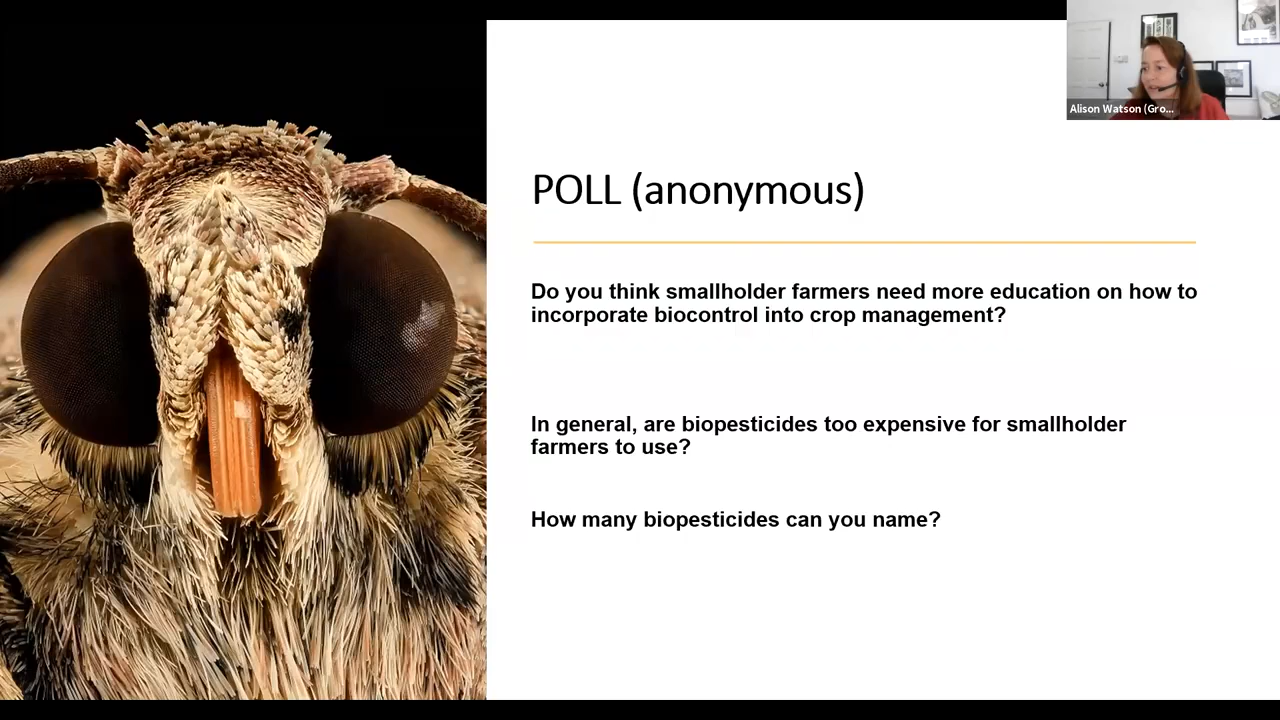 Alison Watson (Gro...
POLL (anonymous)
Do you think smallholder farmers need more education on how to
incorporate biocontrol into crop management?
In general, are biopesticides too expensive for smallholder
farmers to use?
How many biopesticides can you name?